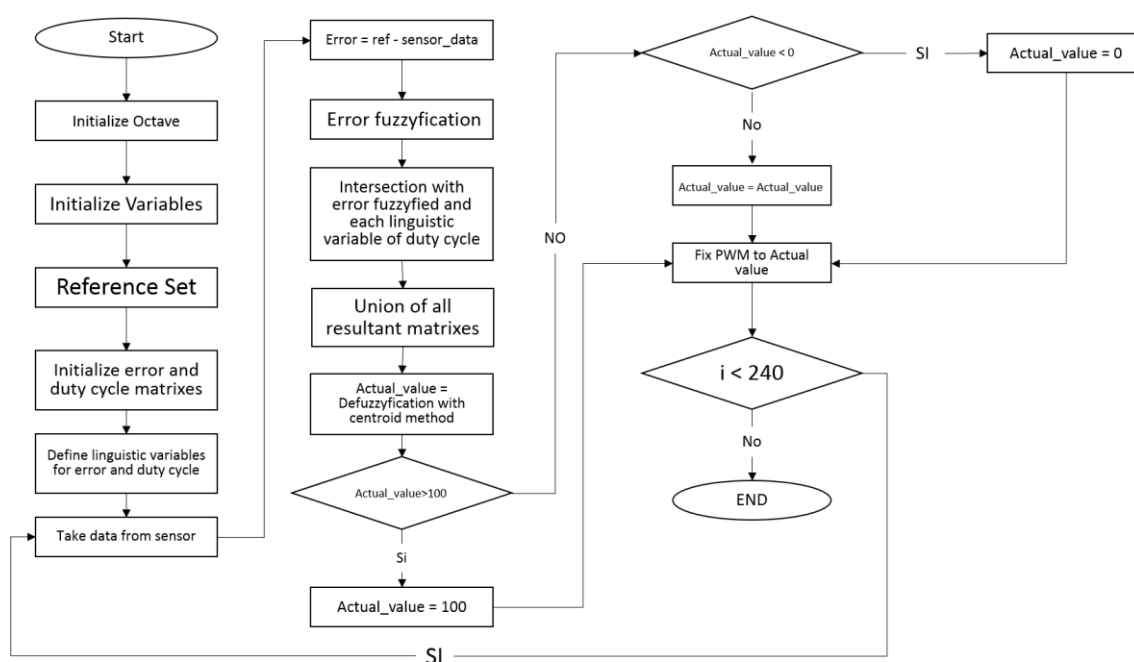 Start
Initialize Octave
Initialize Variables
Reference Set
Initialize error and
duty cycle matrixes
Define linguistic variables
for error and duty cycle
Take data from sensor
Error = ref - sensor_data
Error fuzzyfication
Intersection with
error fuzzyfied and
each linguistic
variable of duty cycle
Union of all
resultant matrixes
Actual_value =
Defuzzyfication with
centroid method
Actual_value>100
Si
Actual_value = 100
NO
Actual_value < 0
SI
Actual_value = 0
No
Actual_value = Actual_value
Fix PWM to Actual
value
i < 240
No
END
SI